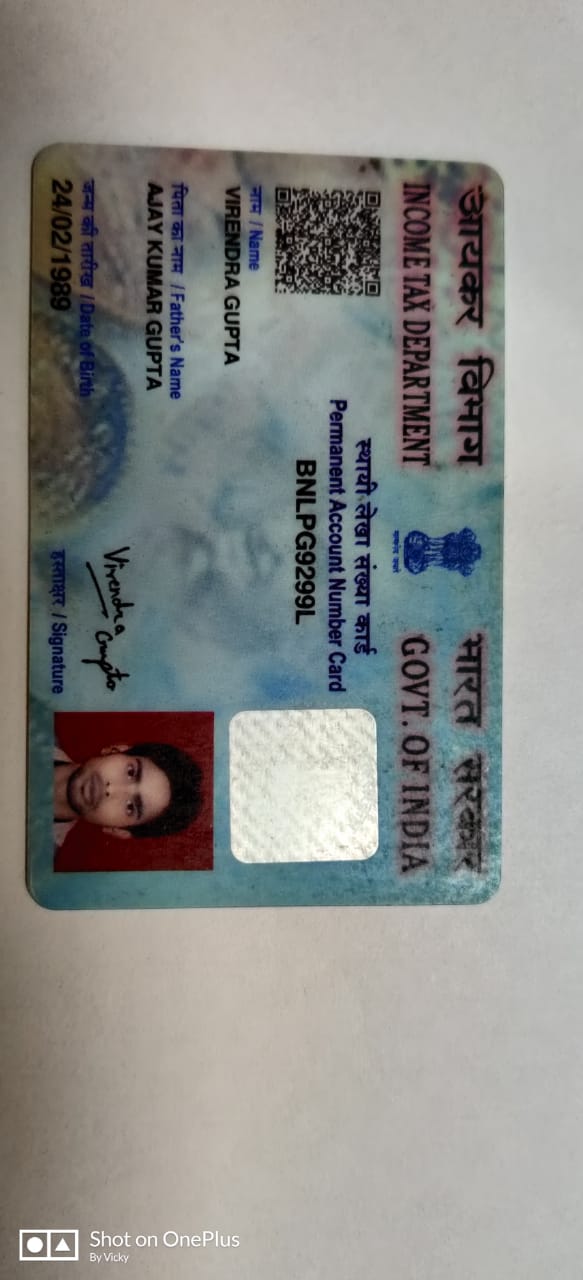 आयकर विभाग
INCOME TAX DEPARTMENT
भारत सरकार
GOVT. OF INDIA
सत्यमेव जयते
स्थायी लेखा संख्या कार्ड
Permanent Account Number Card
BNLPG9299L
नाम / Name
VIRENDRA GUPTA
पिता का नाम / Father's Name
AJAY KUMAR GUPTA
जन्म की तारीख / Date of Birth
24/02/1989
Virendra Gupta
हस्ताक्षर / Signature
Shot on OnePlus
By Vicky